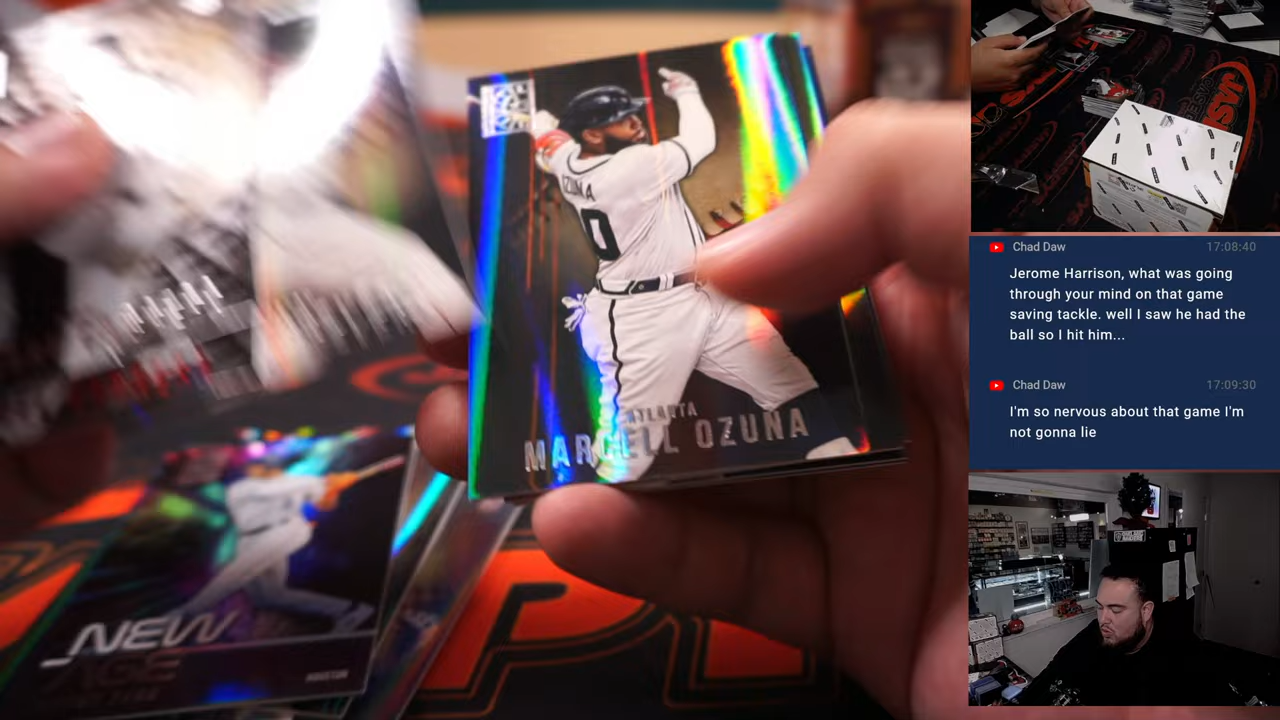 OZUNA
0
ATLANTA
MARCELL OZUNA
NEW
AGE
HOUSTON
Chad Daw 17:08:40
Jerome Harrison, what was going
through your mind on that game
saving tackle. well I saw he had the
ball so I hit him...
Chad Daw 17:09:30
I'm so nervous about that game I'm
not gonna lie